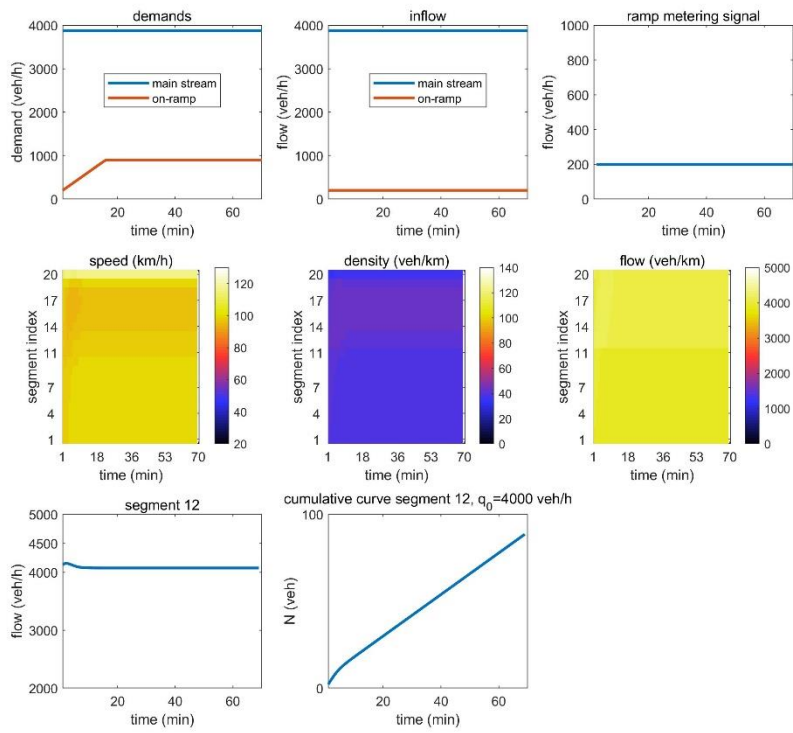 demands
demand (veh/h)
4000
3000
2000
1000
0
main stream
on-ramp
20 40 60
time (min)
inflow
flow (veh/h)
4000
3000
2000
1000
0
main stream
on-ramp
20 40 60
time (min)
ramp metering signal
flow (veh/h)
1000
800
600
400
200
0
20 40 60
time (min)
speed (km/h)
segment index
20
17
14
11
7
4
1
1 18 36 53 70
time (min)
120
100
80
60
40
20
density (veh/km)
segment index
20
17
14
11
7
4
1
1 18 36 53 70
time (min)
140
120
100
80
60
40
20
0
flow (veh/km)
segment index
20
17
14
11
7
4
1
1 18 36 53 70
time (min)
5000
4000
3000
2000
1000
0
segment 12
flow (veh/h)
5000
4500
4000
3000
2000
20 40 60
time (min)
cumulative curve segment 12, q₀=4000 veh/h
N (veh)
100
0
20 40 60
time (min)